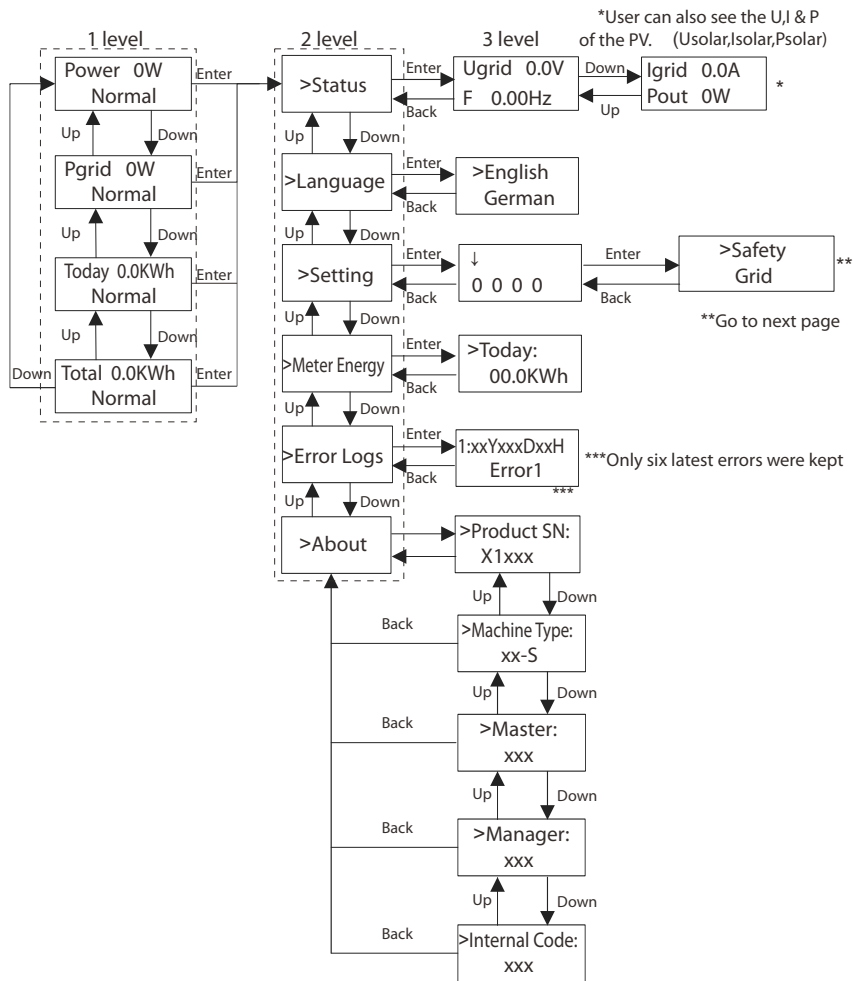 *User can also see the U,I & P
of the PV. (Usolar,Isolar,Psolar)
1 level
2 level
3 level
Power 0W
Normal
Enter
Up
Down
Pgrid 0W
Normal
Enter
Up
Down
Today 0.0KWh
Normal
Enter
Up
Down
Down
Total 0.0KWh
Normal
Enter
>Status
Enter
Back
Ugrid 0.0V
F 0.00Hz
Down
Up
Igrid 0.0A
Pout 0W
*
Up
Down
>Language
Enter
Back
>English
German
Up
Down
>Setting
Enter
Back
↓
0 0 0 0
Enter
Back
>Safety
Grid
**
**Go to next page
Up
Down
>Meter Energy
Enter
Back
>Today:
00.0KWh
Up
Down
>Error Logs
Enter
Back
1:xxYxxxDxxH
Error1
***
***Only six latest errors were kept
Up
Down
>About
>Product SN:
X1xxx
Up
Down
Back
>Machine Type:
xx-S
Up
Down
Back
>Master:
xxx
Up
Down
Back
>Manager:
xxx
Up
Down
Back
>Internal Code:
xxx